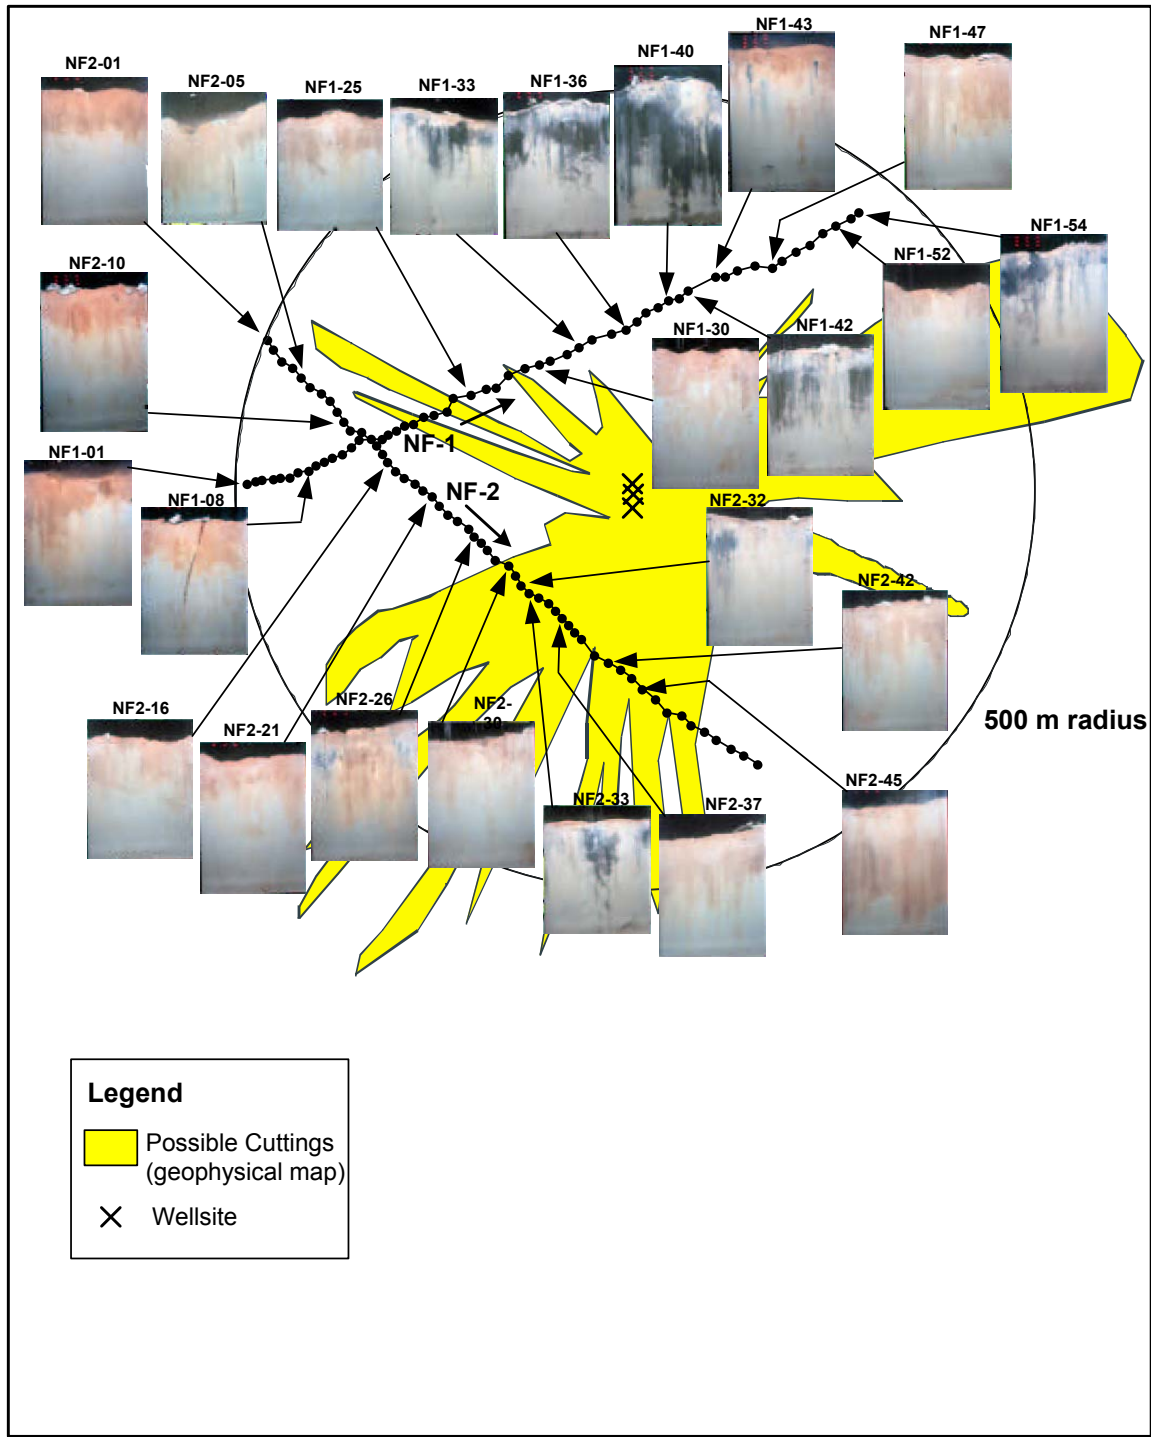 NF1-43
NF1-47
NF1-40
NF2-01
NF2-05
NF1-25
NF1-33
NF1-36
NF1-54
NF1-52
NF2-10
NF1-30
NF1-42
NF-1
NF1-01
NF1-08
NF-2
NF2-32
NF2-42
NF2-16
NF2-21
NF2-26
NF2-
30
500 m radius
NF2-45
NF2-33
NF2-37
Legend
Possible Cuttings
(geophysical map)
Wellsite